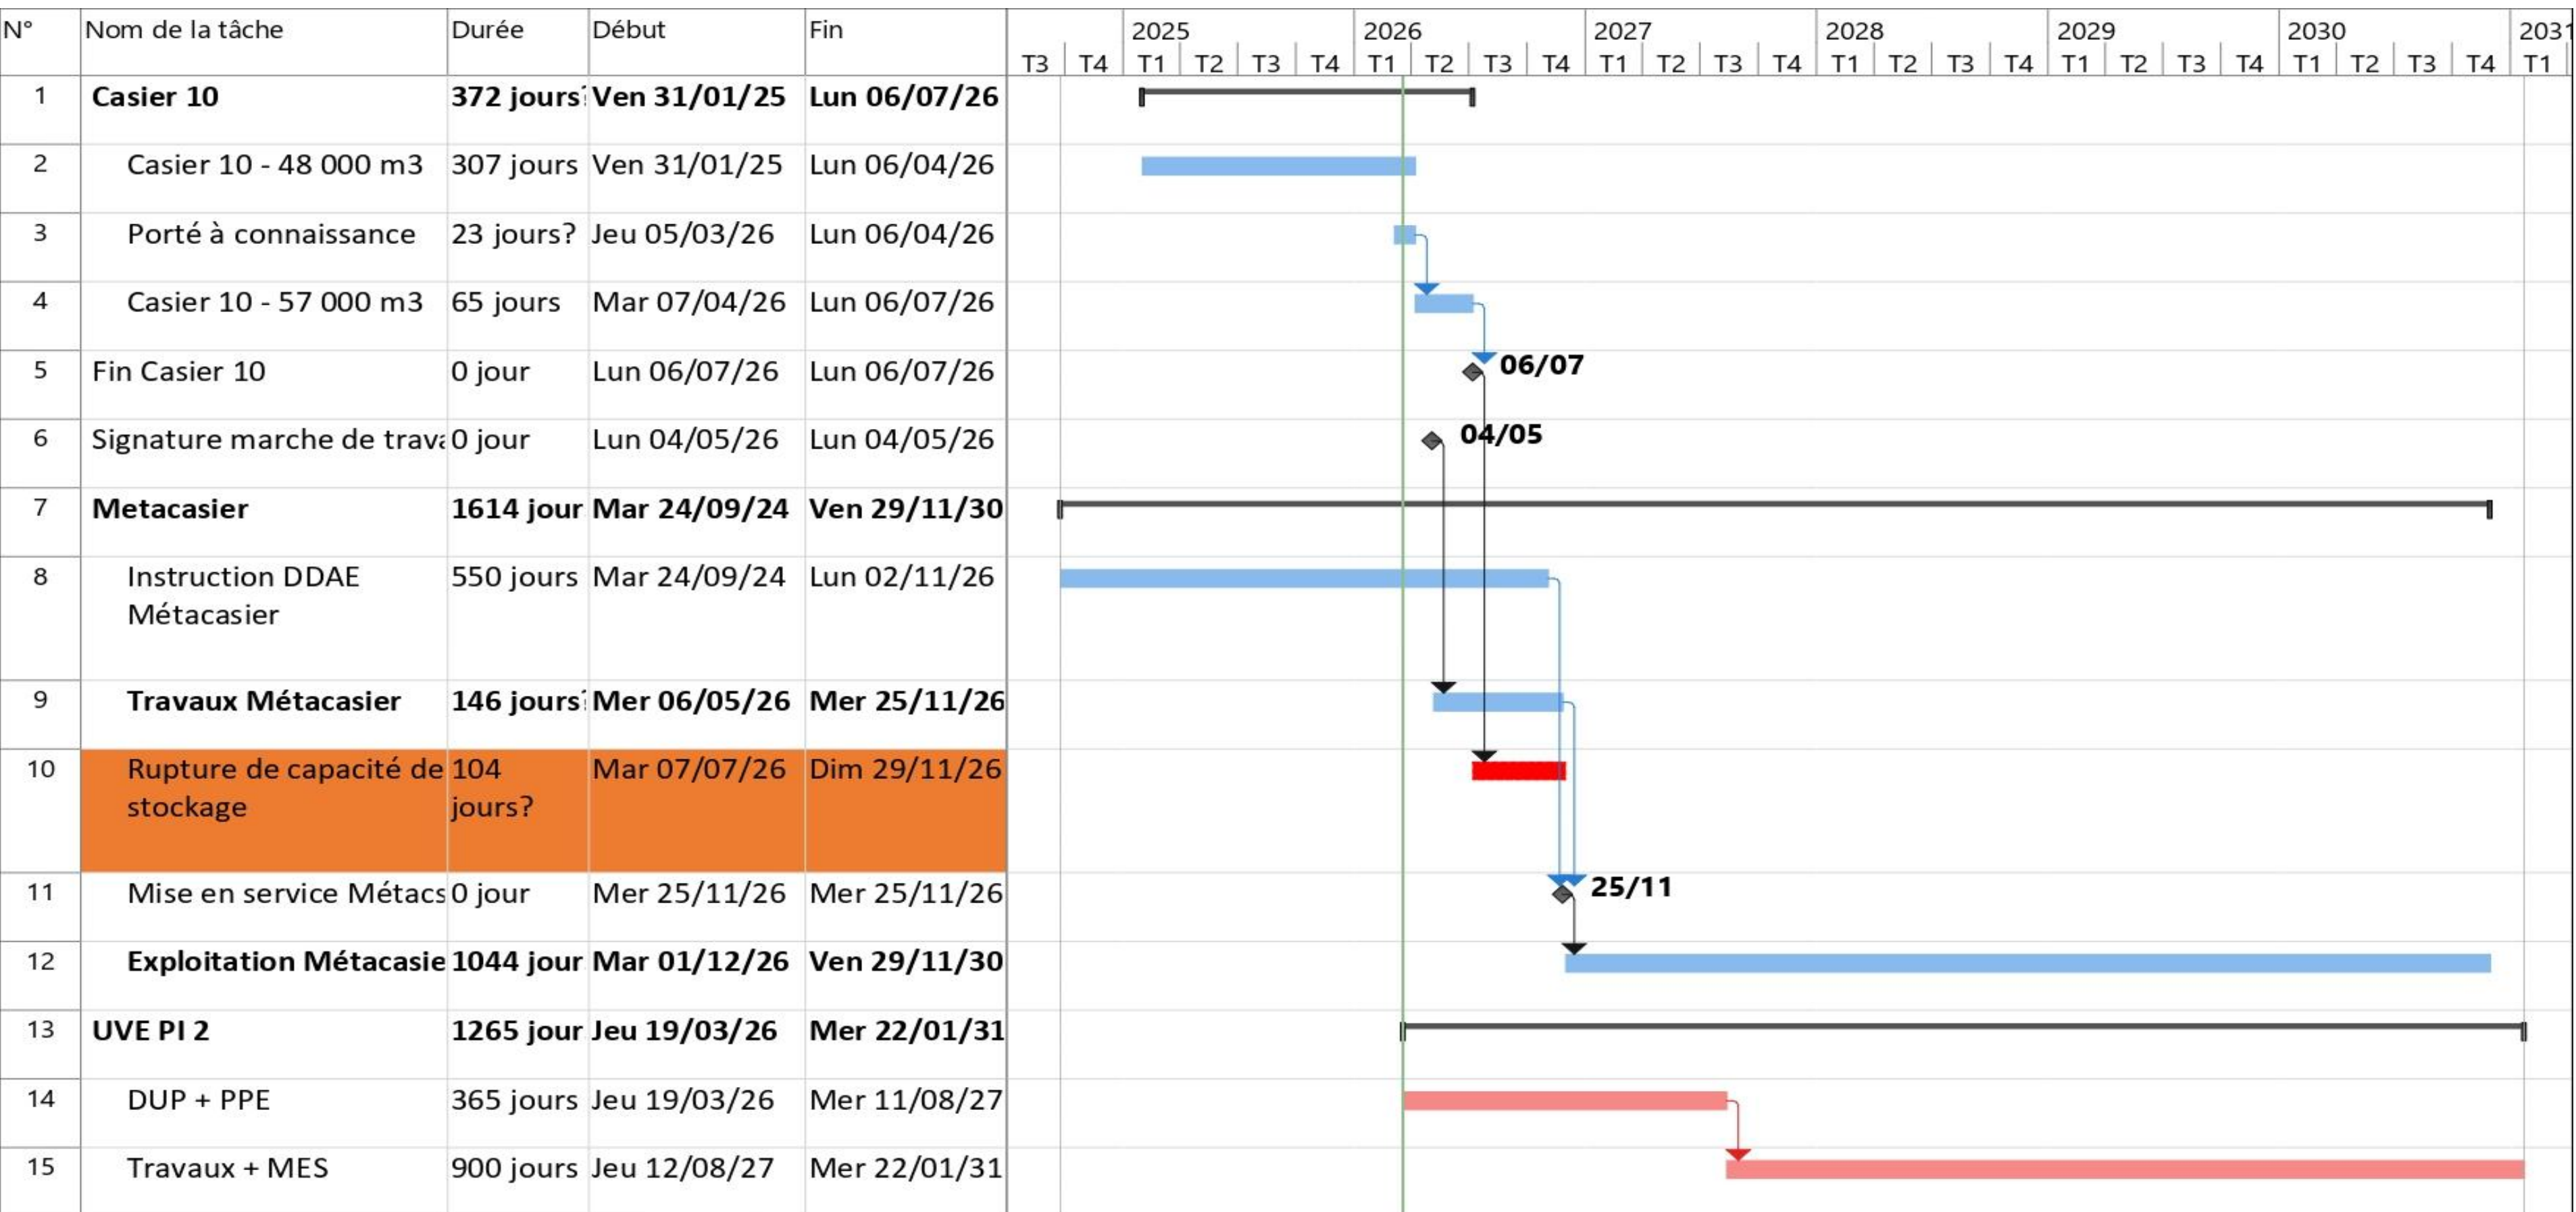 N° Nom de la tâche Durée Début Fin 2025 2026 2027 2028 2029 2030 2031
T3 T4 T1 T2 T3 T4 T1 T2 T3 T4 T1 T2 T3 T4 T1 T2 T3 T4 T1 T2 T3 T4 T1 T2 T3 T4 T1
1 Casier 10 372 jours? Ven 31/01/25 Lun 06/07/26
2 Casier 10 - 48 000 m3 307 jours Ven 31/01/25 Lun 06/04/26
3 Porté à connaissance 23 jours? Jeu 05/03/26 Lun 06/04/26
4 Casier 10 - 57 000 m3 65 jours Mar 07/04/26 Lun 06/07/26
5 Fin Casier 10 0 jour Lun 06/07/26 Lun 06/07/26 06/07
6 Signature marche de trava 0 jour Lun 04/05/26 Lun 04/05/26 04/05
7 Metacasier 1614 jour Mar 24/09/24 Ven 29/11/30
8 Instruction DDAE 550 jours Mar 24/09/24 Lun 02/11/26
Métacasier
9 Travaux Métacasier 146 jours? Mer 06/05/26 Mer 25/11/26
10 Rupture de capacité de 104 Mar 07/07/26 Dim 29/11/26
stockage jours?
11 Mise en service Métacs 0 jour Mer 25/11/26 Mer 25/11/26 25/11
12 Exploitation Métacasie 1044 jour Mar 01/12/26 Ven 29/11/30
13 UVE PI 2 1265 jour Jeu 19/03/26 Mer 22/01/31
14 DUP + PPE 365 jours Jeu 19/03/26 Mer 11/08/27
15 Travaux + MES 900 jours Jeu 12/08/27 Mer 22/01/31